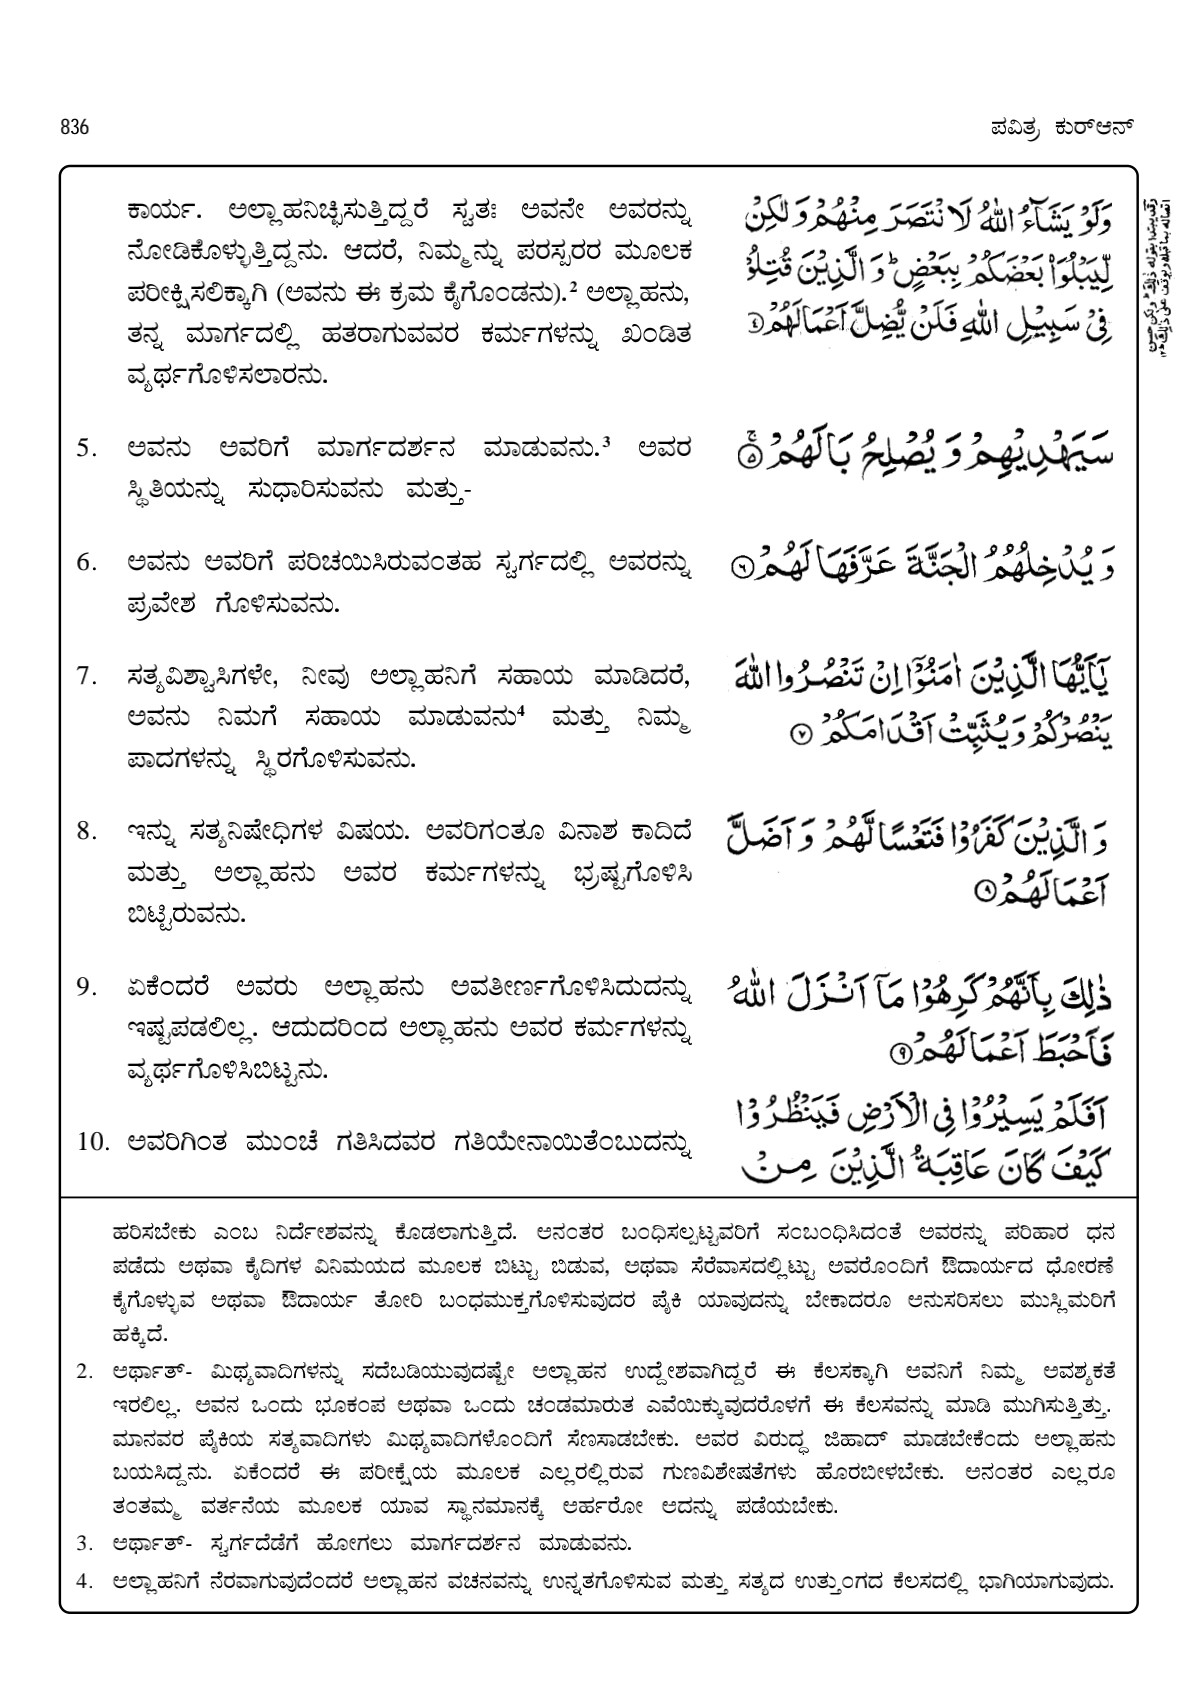 836
ಪವಿತ್ರ ಕುರ್‌ಆನ್
ಕಾರ್ಯ. ಅಲ್ಲಾಹನಿಚ್ಛಿಸುತ್ತಿದ್ದರೆ ಸ್ವತಃ ಅವನೇ ಅವರನ್ನು
ನೋಡಿಕೊಳ್ಳುತ್ತಿದ್ದನು. ಆದರೆ, ನಿಮ್ಮನ್ನು ಪರಸ್ಪರರ ಮೂಲಕ
ಪರೀಕ್ಷಿಸಲಿಕ್ಕಾಗಿ (ಅವನು ಈ ಕ್ರಮ ಕೈಗೊಂಡನು).² ಅಲ್ಲಾಹನು,
ತನ್ನ ಮಾರ್ಗದಲ್ಲಿ ಹತರಾಗುವವರ ಕರ್ಮಗಳನ್ನು ಖಂಡಿತ
ವ್ಯರ್ಥಗೊಳಿಸಲಾರನು.
وَلَوْ يَشَآءُ اللهُ لَا نْتَصَرَ مِنْهُمْ وَلٰكِنْ
لِّيَبْلُوَا۟ بَعْضَكُمْ بِبَعْضٍ ؕ وَ الَّذِيْنَ قُتِلُوْ
فِىْ سَبِيْلِ اللهِ فَلَنْ يُّضِلَّ اَعْمَالَهُمْ ۝٤
5. ಅವನು ಅವರಿಗೆ ಮಾರ್ಗದರ್ಶನ ಮಾಡುವನು.³ ಅವರ
ಸ್ಥಿತಿಯನ್ನು ಸುಧಾರಿಸುವನು ಮತ್ತು-
سَيَهْدِيْهِمْ وَ يُصْلِحُ بَالَهُمْ ۝٥ۚ
6. ಅವನು ಅವರಿಗೆ ಪರಿಚಯಿಸಿರುವಂತಹ ಸ್ವರ್ಗದಲ್ಲಿ ಅವರನ್ನು
ಪ್ರವೇಶ ಗೊಳಿಸುವನು.
وَ يُدْخِلُهُمُ الْجَنَّةَ عَرَّفَهَا لَهُمْ ۝٦
7. ಸತ್ಯವಿಶ್ವಾಸಿಗಳೇ, ನೀವು ಅಲ್ಲಾಹನಿಗೆ ಸಹಾಯ ಮಾಡಿದರೆ,
ಅವನು ನಿಮಗೆ ಸಹಾಯ ಮಾಡುವನು⁴ ಮತ್ತು ನಿಮ್ಮ
ಪಾದಗಳನ್ನು ಸ್ಥಿರಗೊಳಿಸುವನು.
يٰٓاَيُّهَا الَّذِيْنَ اٰمَنُوْٓا اِنْ تَنْصُرُوا اللهَ
يَنْصُرْكُمْ وَ يُثَبِّتْ اَقْدَامَكُمْ ۝٧
8. ಇನ್ನು ಸತ್ಯನಿಷೇಧಿಗಳ ವಿಷಯ. ಅವರಿಗಂತೂ ವಿನಾಶ ಕಾದಿದೆ
ಮತ್ತು ಅಲ್ಲಾಹನು ಅವರ ಕರ್ಮಗಳನ್ನು ಭ್ರಷ್ಟಗೊಳಿಸಿ
ಬಿಟ್ಟಿರುವನು.
وَ الَّذِيْنَ كَفَرُوْا فَتَعْسًا لَّهُمْ وَ اَضَلَّ
اَعْمَالَهُمْ ۝٨
9. ಏಕೆಂದರೆ ಅವರು ಅಲ್ಲಾಹನು ಅವತೀರ್ಣಗೊಳಿಸಿದುದನ್ನು
ಇಷ್ಟಪಡಲಿಲ್ಲ. ಆದುದರಿಂದ ಅಲ್ಲಾಹನು ಅವರ ಕರ್ಮಗಳನ್ನು
ವ್ಯರ್ಥಗೊಳಿಸಿಬಿಟ್ಟನು.
ذٰلِكَ بِاَنَّهُمْ كَرِهُوْا مَآ اَنْزَلَ اللهُ
فَاَحْبَطَ اَعْمَالَهُمْ ۝٩
10. ಅವರಿಗಿಂತ ಮುಂಚೆ ಗತಿಸಿದವರ ಗತಿಯೇನಾಯಿತೆಂಬುದನ್ನು
اَفَلَمْ يَسِيْرُوْا فِى الْاَرْضِ فَيَنْظُرُوْا
كَيْفَ كَانَ عَاقِبَةُ الَّذِيْنَ مِنْ
ಹರಿಸಬೇಕು ಎಂಬ ನಿರ್ದೇಶವನ್ನು ಕೊಡಲಾಗುತ್ತಿದೆ. ಆನಂತರ ಬಂಧಿಸಲ್ಪಟ್ಟವರಿಗೆ ಸಂಬಂಧಿಸಿದಂತೆ ಅವರನ್ನು ಪರಿಹಾರ ಧನ
ಪಡೆದು ಅಥವಾ ಕೈದಿಗಳ ವಿನಿಮಯದ ಮೂಲಕ ಬಿಟ್ಟು ಬಿಡುವ, ಅಥವಾ ಸೆರೆವಾಸದಲ್ಲಿಟ್ಟು ಅವರೊಂದಿಗೆ ಔದಾರ್ಯದ ಧೋರಣೆ
ಕೈಗೊಳ್ಳುವ ಅಥವಾ ಔದಾರ್ಯ ತೋರಿ ಬಂಧಮುಕ್ತಗೊಳಿಸುವುದರ ಪೈಕಿ ಯಾವುದನ್ನು ಬೇಕಾದರೂ ಅನುಸರಿಸಲು ಮುಸ್ಲಿಮರಿಗೆ
ಹಕ್ಕಿದೆ.
2. ಅರ್ಥಾತ್- ಮಿಥ್ಯವಾದಿಗಳನ್ನು ಸದೆಬಡಿಯುವುದಷ್ಟೇ ಅಲ್ಲಾಹನ ಉದ್ದೇಶವಾಗಿದ್ದರೆ ಈ ಕೆಲಸಕ್ಕಾಗಿ ಅವನಿಗೆ ನಿಮ್ಮ ಅವಶ್ಯಕತೆ
ಇರಲಿಲ್ಲ. ಅವನ ಒಂದು ಭೂಕಂಪ ಅಥವಾ ಒಂದು ಚಂಡಮಾರುತ ಎವೆಯಿಕ್ಕುವುದರೊಳಗೆ ಈ ಕೆಲಸವನ್ನು ಮಾಡಿ ಮುಗಿಸುತ್ತಿತ್ತು.
ಮಾನವರ ಪೈಕಿಯ ಸತ್ಯವಾದಿಗಳು ಮಿಥ್ಯವಾದಿಗಳೊಂದಿಗೆ ಸೆಣಸಾಡಬೇಕು. ಅವರ ವಿರುದ್ಧ ಜಿಹಾದ್ ಮಾಡಬೇಕೆಂದು ಅಲ್ಲಾಹನು
ಬಯಸಿದ್ದನು. ಏಕೆಂದರೆ ಈ ಪರೀಕ್ಷೆಯ ಮೂಲಕ ಎಲ್ಲರಲ್ಲಿರುವ ಗುಣವಿಶೇಷತೆಗಳು ಹೊರಬೀಳಬೇಕು. ಆನಂತರ ಎಲ್ಲರೂ
ತಂತಮ್ಮ ವರ್ತನೆಯ ಮೂಲಕ ಯಾವ ಸ್ಥಾನಮಾನಕ್ಕೆ ಅರ್ಹರೋ ಅದನ್ನು ಪಡೆಯಬೇಕು.
3. ಅರ್ಥಾತ್- ಸ್ವರ್ಗದೆಡೆಗೆ ಹೋಗಲು ಮಾರ್ಗದರ್ಶನ ಮಾಡುವನು.
4. ಅಲ್ಲಾಹನಿಗೆ ನೆರವಾಗುವುದೆಂದರೆ ಅಲ್ಲಾಹನ ವಚನವನ್ನು ಉನ್ನತಗೊಳಿಸುವ ಮತ್ತು ಸತ್ಯದ ಉತ್ತುಂಗದ ಕೆಲಸದಲ್ಲಿ ಭಾಗಿಯಾಗುವುದು.